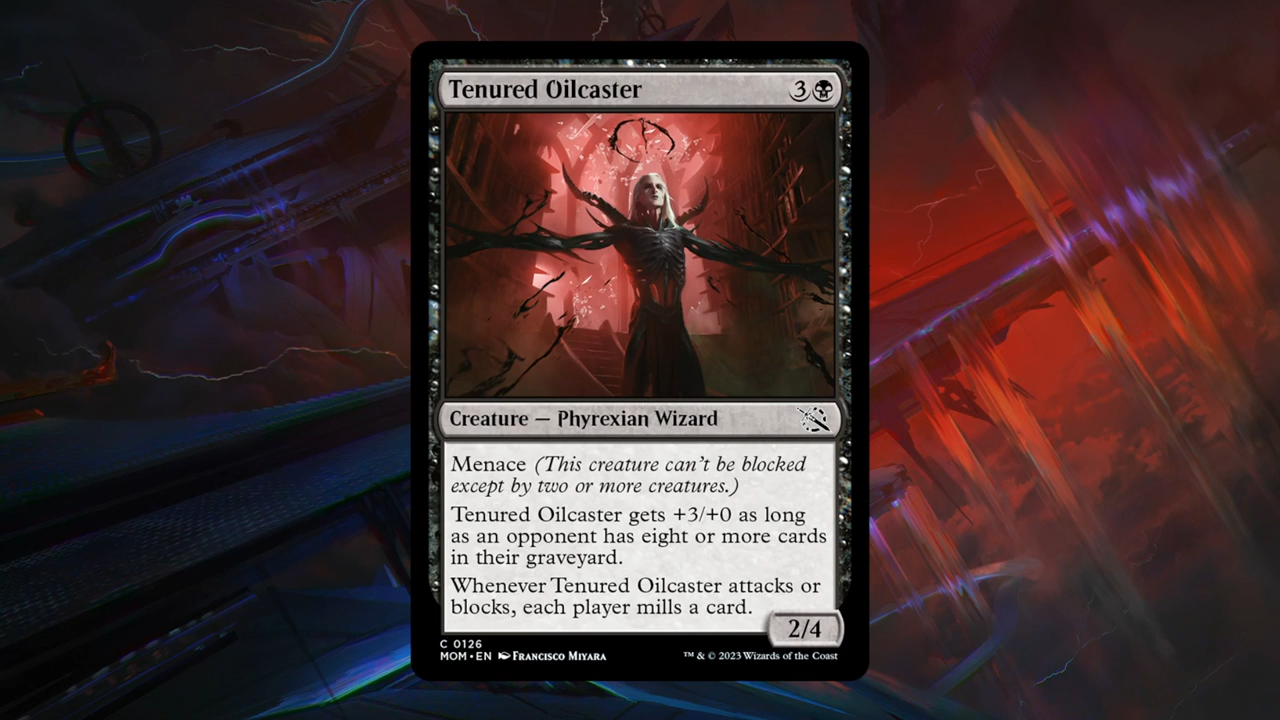 Tenured Oilcaster 3
Creature — Phyrexian Wizard
Menace (This creature can't be blocked
except by two or more creatures.)
Tenured Oilcaster gets +3/+0 as long
as an opponent has eight or more cards
in their graveyard.
Whenever Tenured Oilcaster attacks or
blocks, each player mills a card.
2/4
C 0126
MOM • EN Francisco Miyara ™ & © 2023 Wizards of the Coast